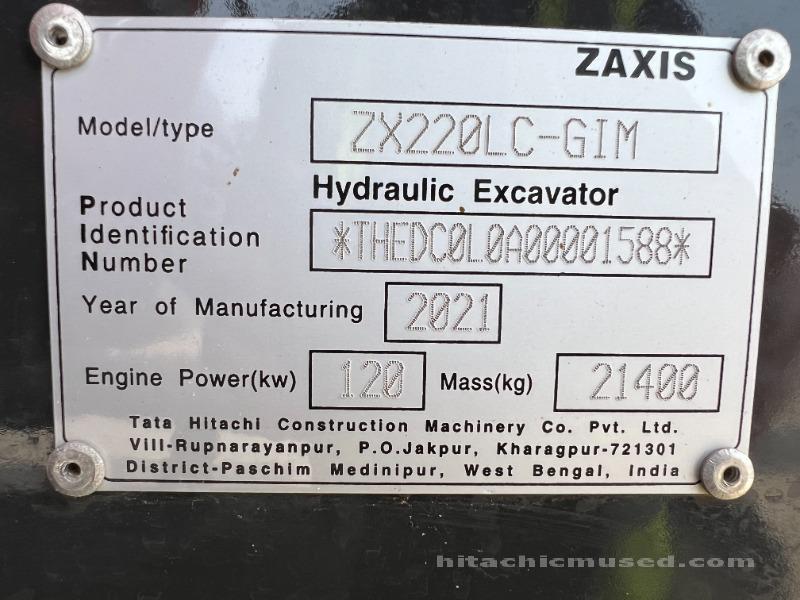 ZAXIS
Model/type ZX220LC-GIM
Hydraulic Excavator
Product
Identification
Number *THEDC0L0A00001588*
Year of Manufacturing 2021
Engine Power(kw) 120 Mass(kg) 21400
Tata Hitachi Construction Machinery Co. Pvt. Ltd.
Vill-Rupnarayanpur, P.O.Jakpur, Kharagpur-721301
District-Paschim Medinipur, West Bengal, India
hitachicmused.com